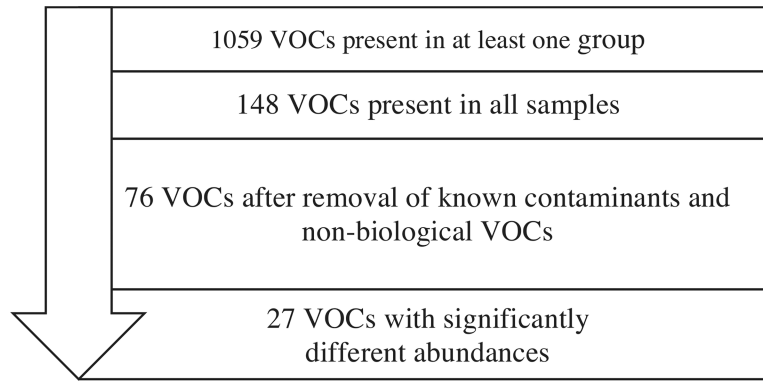 1059 VOCs present in at least one group
148 VOCs present in all samples
76 VOCs after removal of known contaminants and
non-biological VOCs
27 VOCs with significantly
different abundances